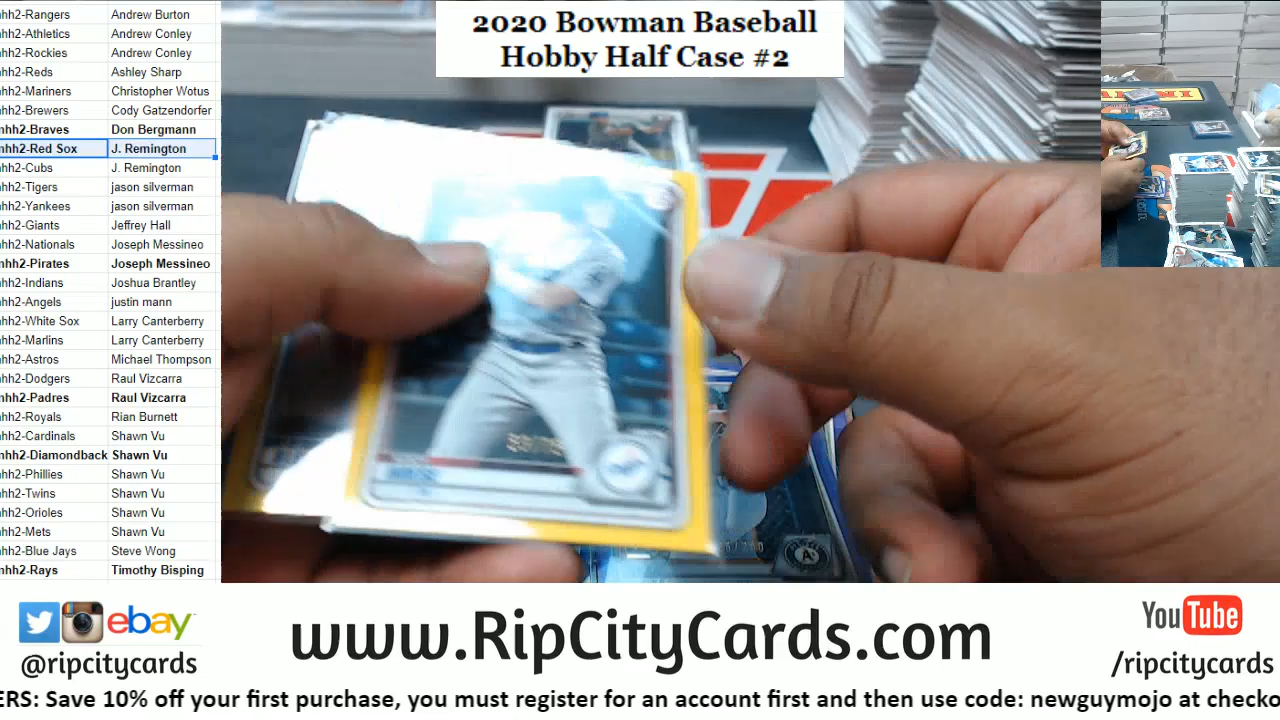 2020 Bowman Baseball
Hobby Half Case #2
hh2-Rangers Andrew Burton
hh2-Athletics Andrew Conley
hh2-Rockies Andrew Conley
hh2-Reds Ashley Sharp
hh2-Mariners Christopher Wotus
hh2-Brewers Cody Gatzendorfer
hh2-Braves Don Bergmann
hh2-Red Sox J. Remington
hh2-Cubs J. Remington
hh2-Tigers jason silverman
hh2-Yankees jason silverman
hh2-Giants Jeffrey Hall
hh2-Nationals Joseph Messineo
hh2-Pirates Joseph Messineo
hh2-Indians Joshua Brantley
hh2-Angels justin mann
hh2-White Sox Larry Canterberry
hh2-Marlins Larry Canterberry
hh2-Astros Michael Thompson
hh2-Dodgers Raul Vizcarra
hh2-Padres Raul Vizcarra
hh2-Royals Rian Burnett
hh2-Cardinals Shawn Vu
hh2-Diamondback Shawn Vu
hh2-Phillies Shawn Vu
hh2-Twins Shawn Vu
hh2-Orioles Shawn Vu
hh2-Mets Shawn Vu
hh2-Blue Jays Steve Wong
hh2-Rays Timothy Bisping
ebay
@ripcitycards
www.RipCityCards.com
YouTube
/ripcitycards
ERS: Save 10% off your first purchase, you must register for an account first and then use code: newguymojo at checko